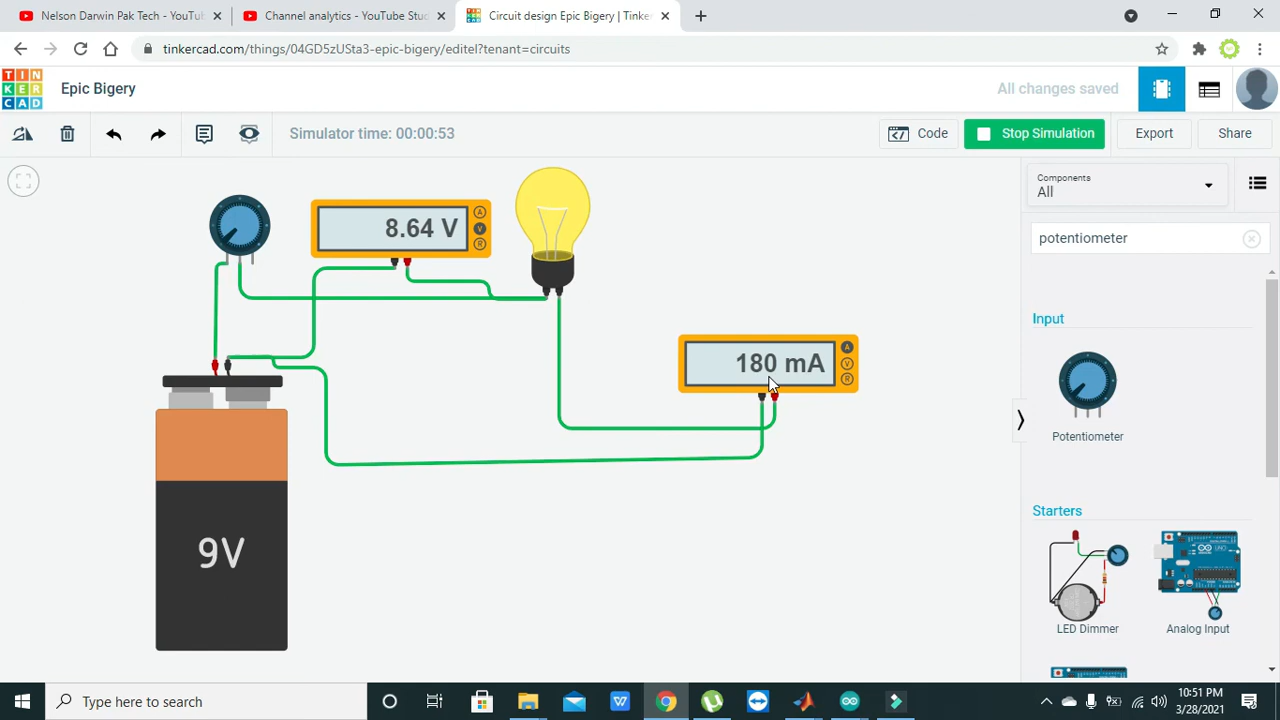 Nelson Darwin Pak Tech - YouTu
Channel analytics - YouTube Stud
Circuit design Epic Bigery | Tinker
tinkercad.com/things/04GD5zUSta3-epic-bigery/editel?tenant=circuits
TIN
KER
CAD
Epic Bigery
All changes saved
Simulator time: 00:00:53
Code
Stop Simulation
Export
Share
Components
All
potentiometer
8.64 V
A
V
R
180 mA
A
V
R
9V
Input
Potentiometer
Starters
LED Dimmer
Analog Input
Type here to search
10:51 PM
3/28/2021